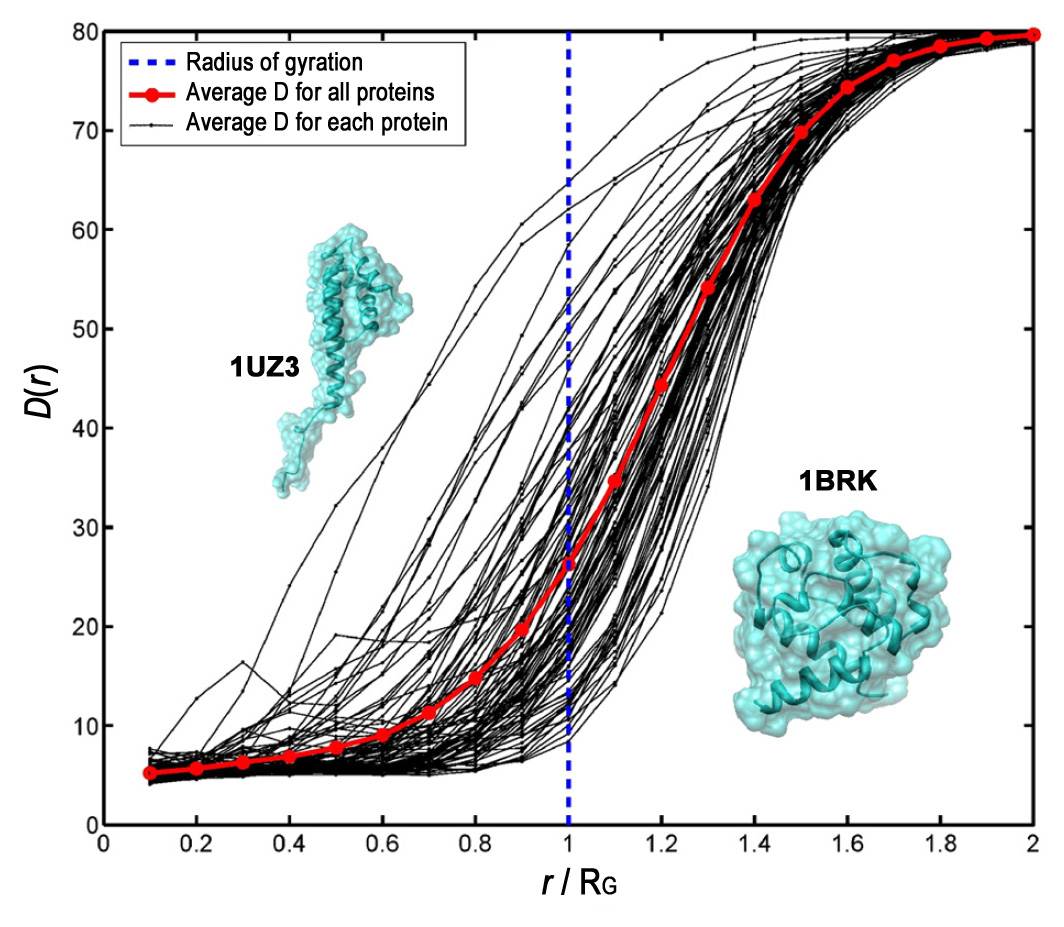 80
70
60
50
40
30
20
10
0
D(r)
Radius of gyration
Average D for all proteins
Average D for each protein
1UZ3
1BRK
0 0.2 0.4 0.6 0.8 1 1.2 1.4 1.6 1.8 2
r / RG